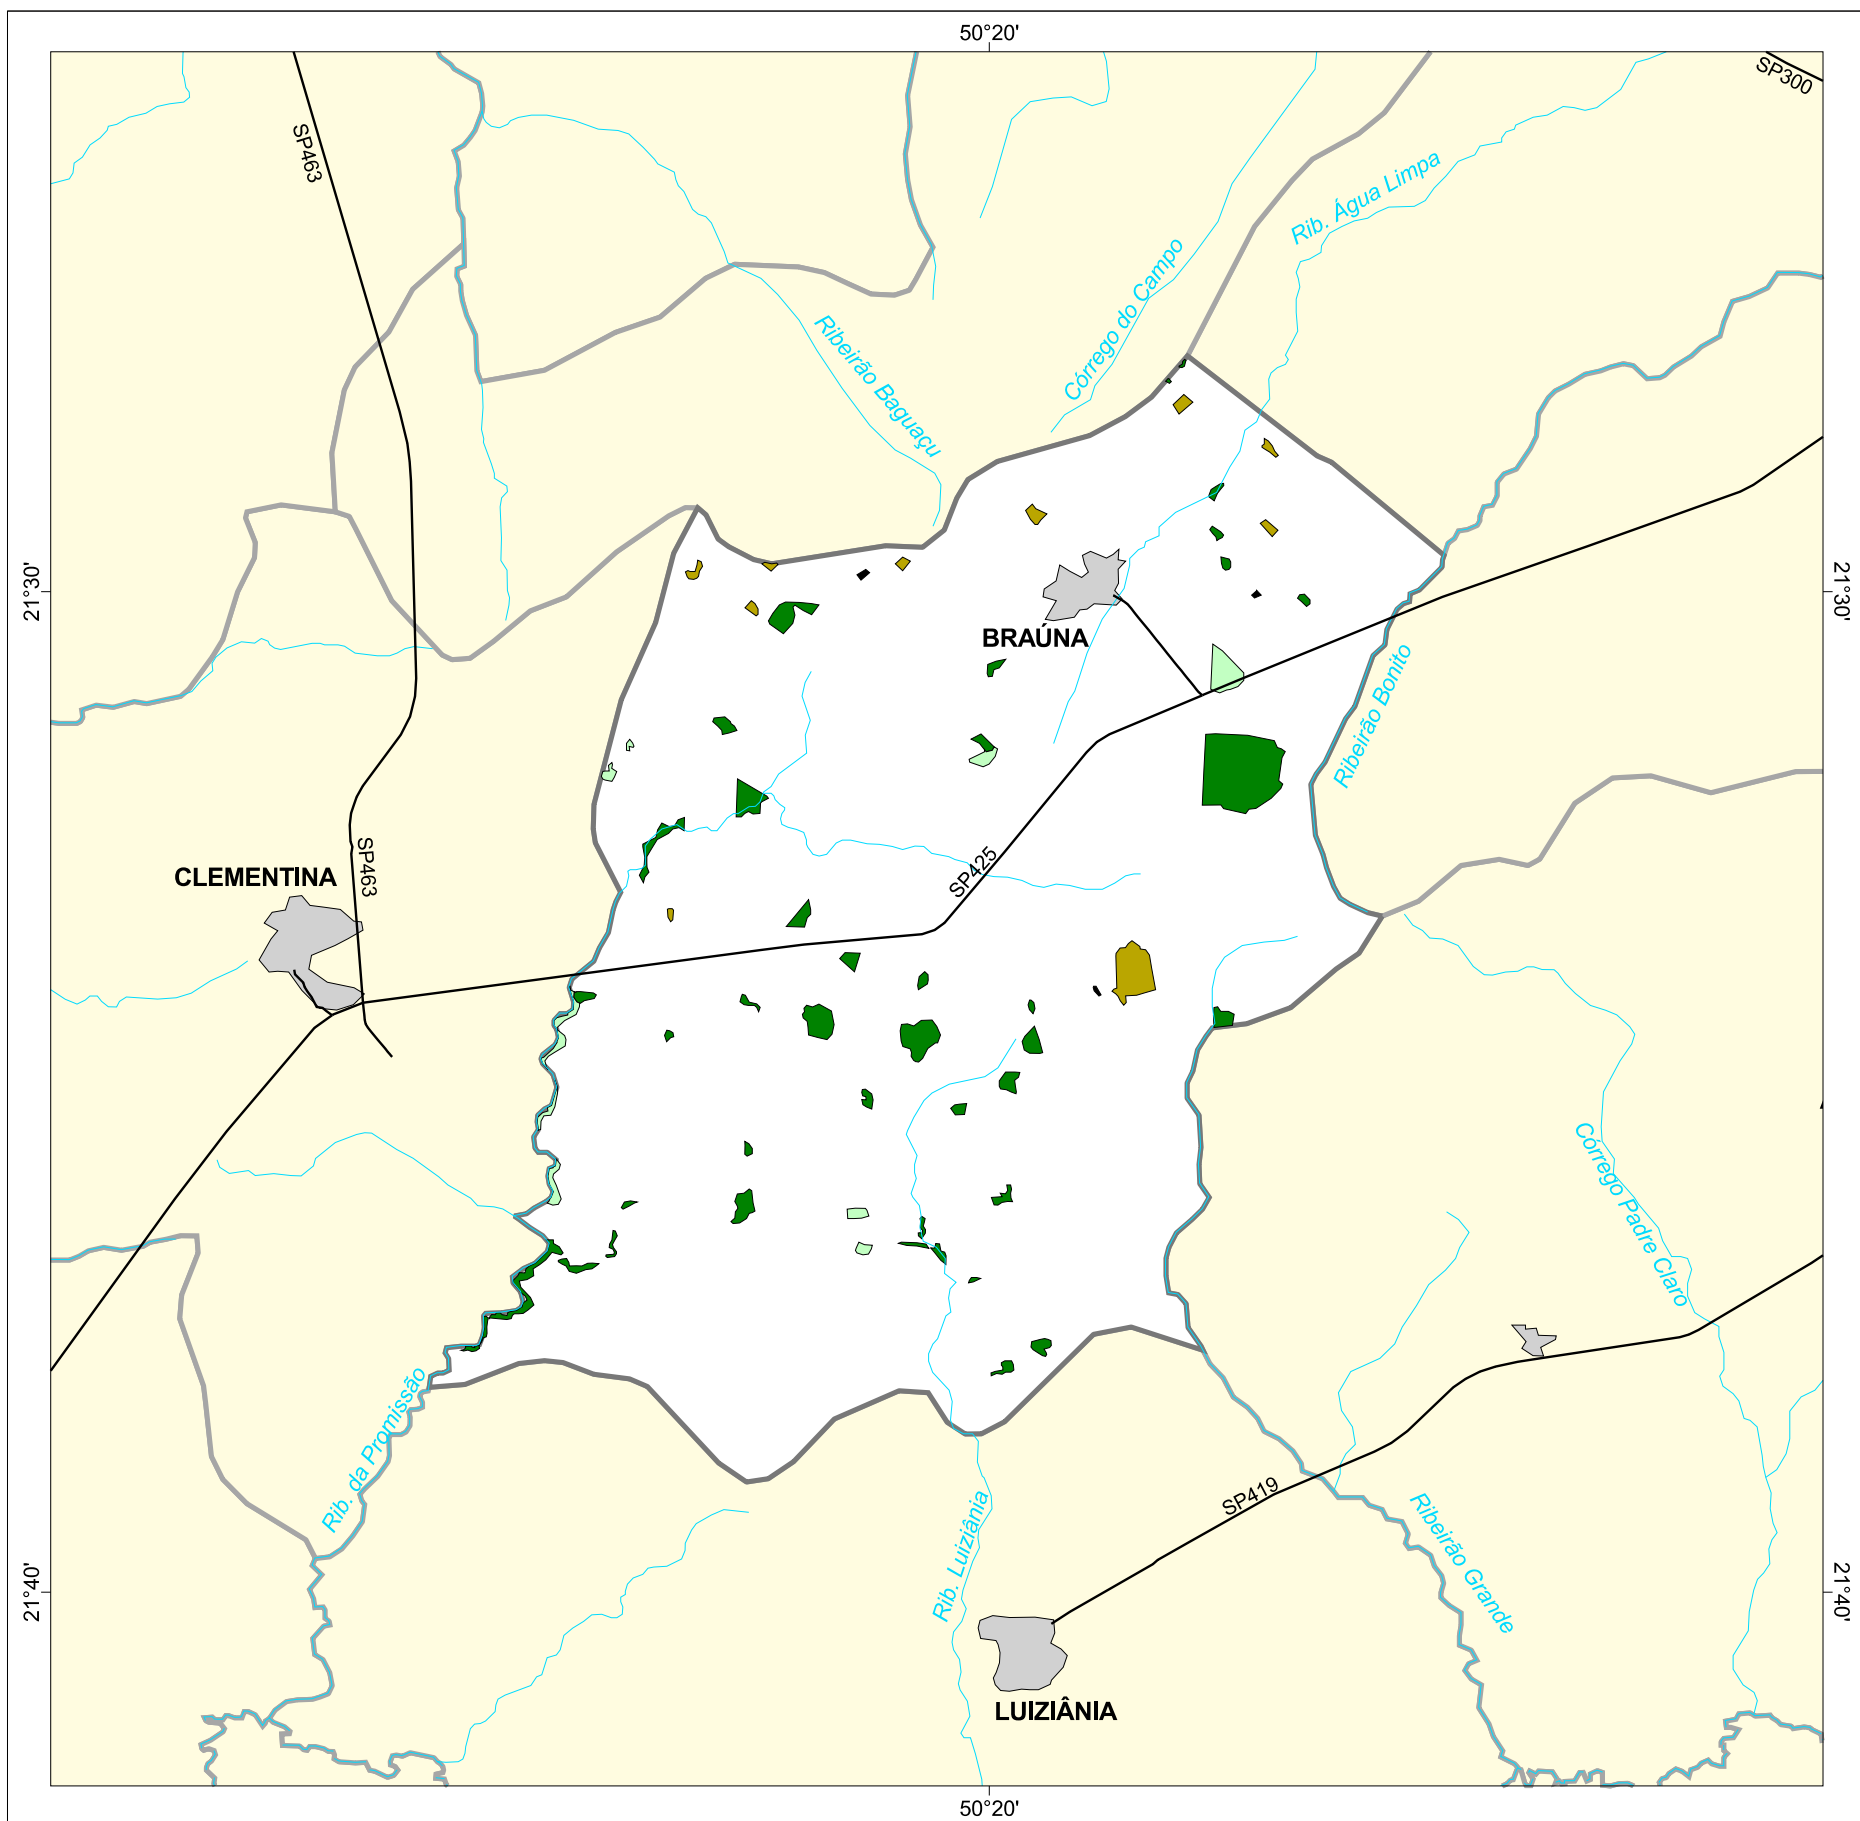 50°20'
SP300
SP463
Rib. Água Limpa
Córrego do Campo
Ribeirão Baguaçu
21°30'
21°30'
BRAÚNA
Ribeirão Bonito
SP463
CLEMENTINA
SP425
Córrego Padre Claro
Rib. da Promissão
SP419
Rib. Luiziânia
Ribeirão Grande
21°40'
21°40'
LUIZIÂNIA
50°20'